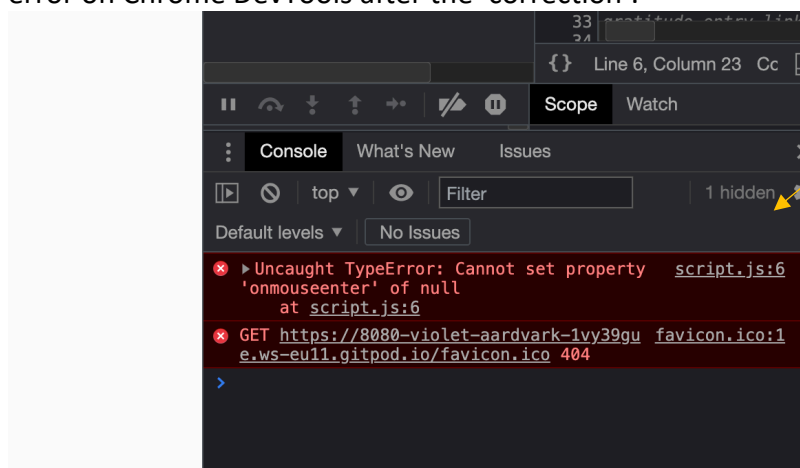 error on Chrome DevTools after the 'correction'.
33 gratitude-entry-link
34
{} Line 6, Column 23 Cc
Scope Watch
Console What's New Issues
top ▼ Filter 1 hidden
Default levels ▼ No Issues
Uncaught TypeError: Cannot set property script.js:6
'onmouseenter' of null
at script.js:6
GET https://8080-violet-aardvark-1vy39gu favicon.ico:1
e.ws-eu11.gitpod.io/favicon.ico 404
>